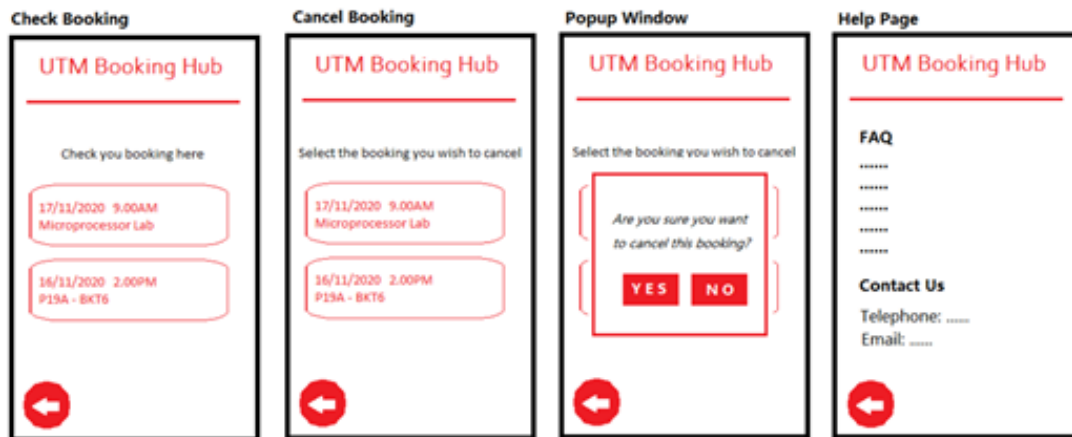 Check Booking
UTM Booking Hub
Check you booking here
17/11/2020 9.00AM
Microprocessor Lab
16/11/2020 2.00PM
P19A - BKT6
Cancel Booking
UTM Booking Hub
Select the booking you wish to cancel
17/11/2020 9.00AM
Microprocessor Lab
16/11/2020 2.00PM
P19A - BKT6
Popup Window
UTM Booking Hub
Select the booking you wish to cancel
Are you sure you want
to cancel this booking?
YES NO
Help Page
UTM Booking Hub
FAQ
......
......
......
......
......
Contact Us
Telephone: .....
Email: .....